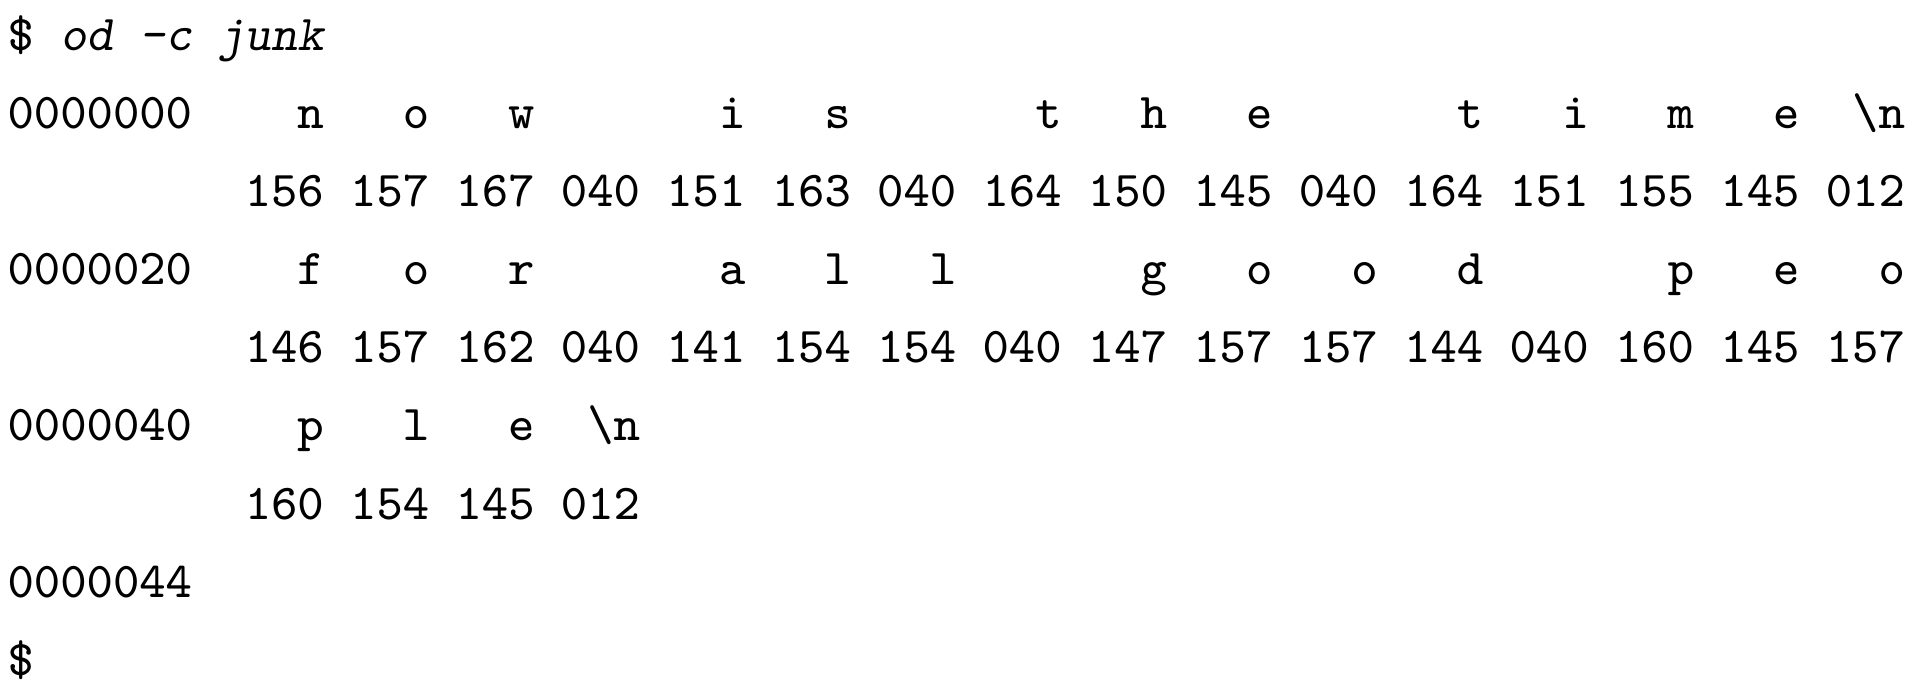 $ od -c junk
0000000 n o w i s t h e t i m e \n
156 157 167 040 151 163 040 164 150 145 040 164 151 155 145 012
0000020 f o r a l l g o o d p e o
146 157 162 040 141 154 154 040 147 157 157 144 040 160 145 157
0000040 p l e \n
160 154 145 012
0000044
$